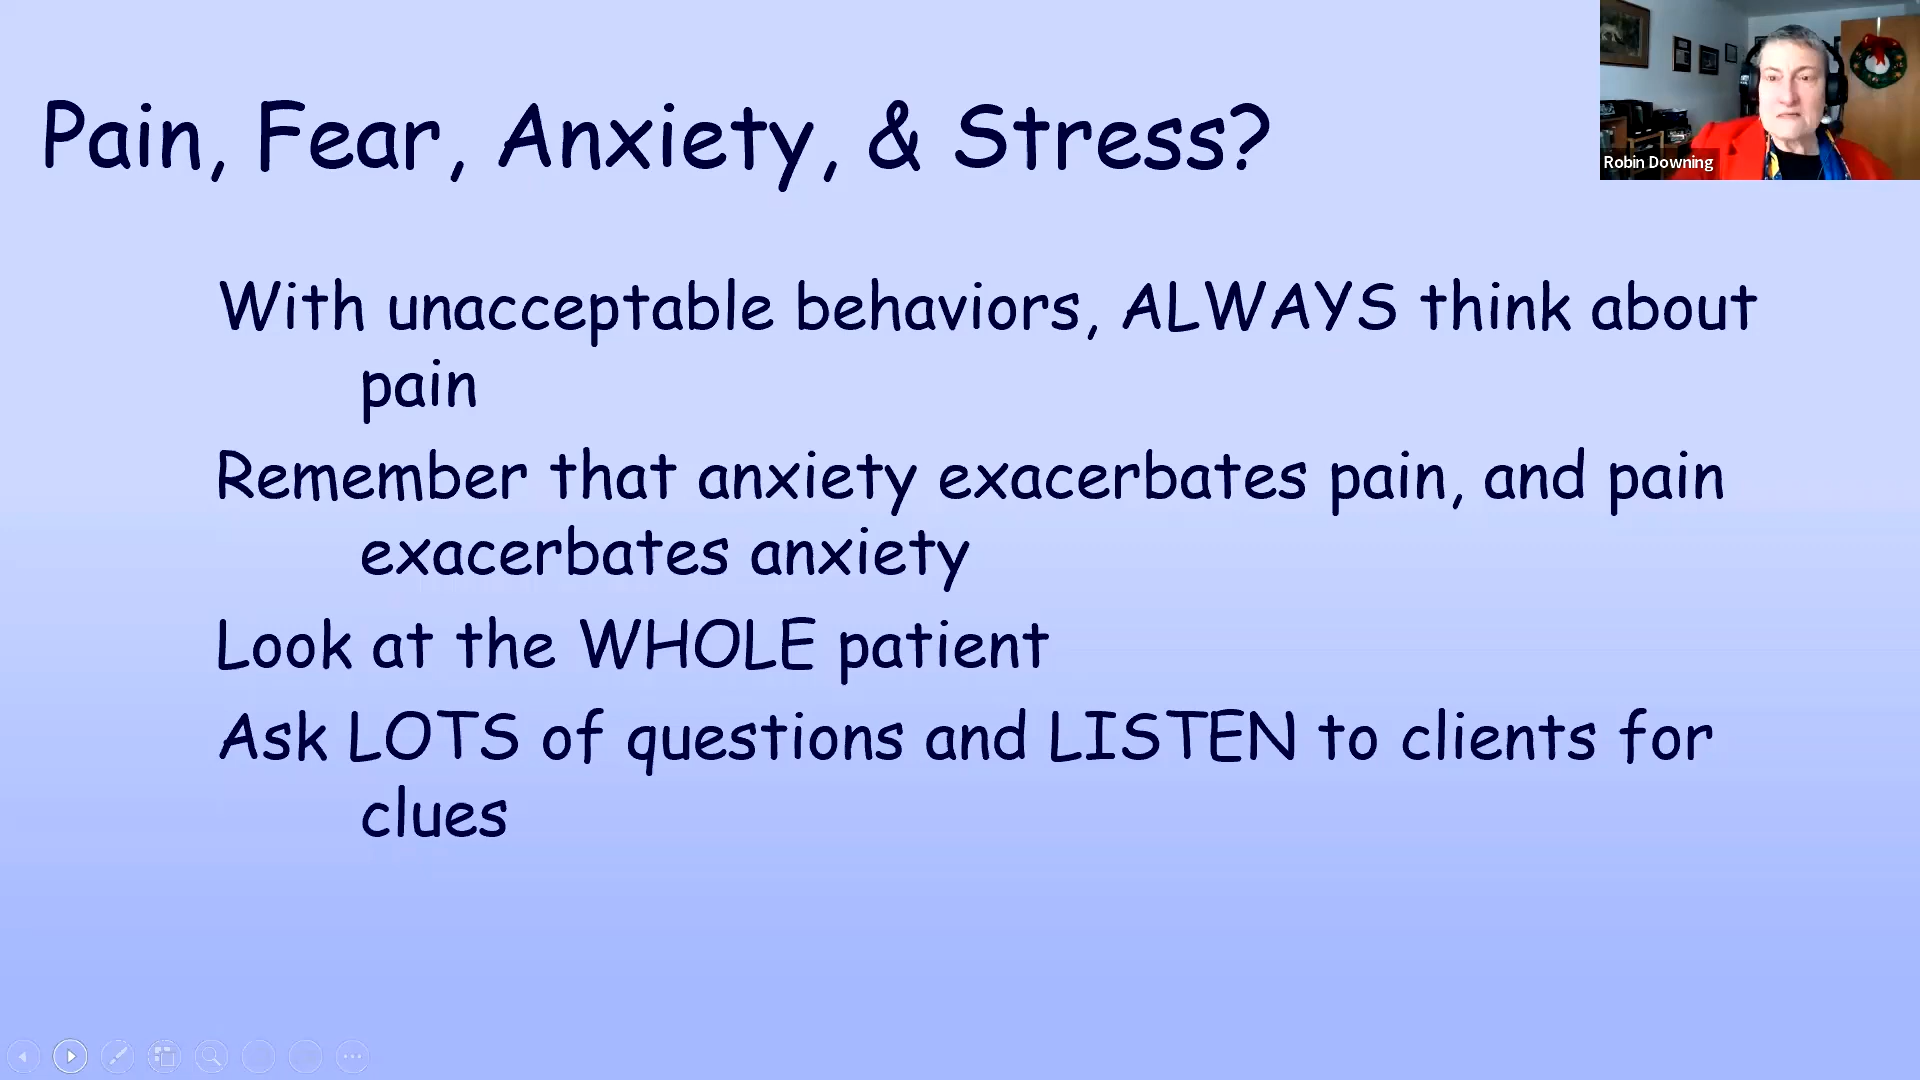 Pain, Fear, Anxiety, & Stress?
Robin Downing
With unacceptable behaviors, ALWAYS think about
pain
Remember that anxiety exacerbates pain, and pain
exacerbates anxiety
Look at the WHOLE patient
Ask LOTS of questions and LISTEN to clients for
clues